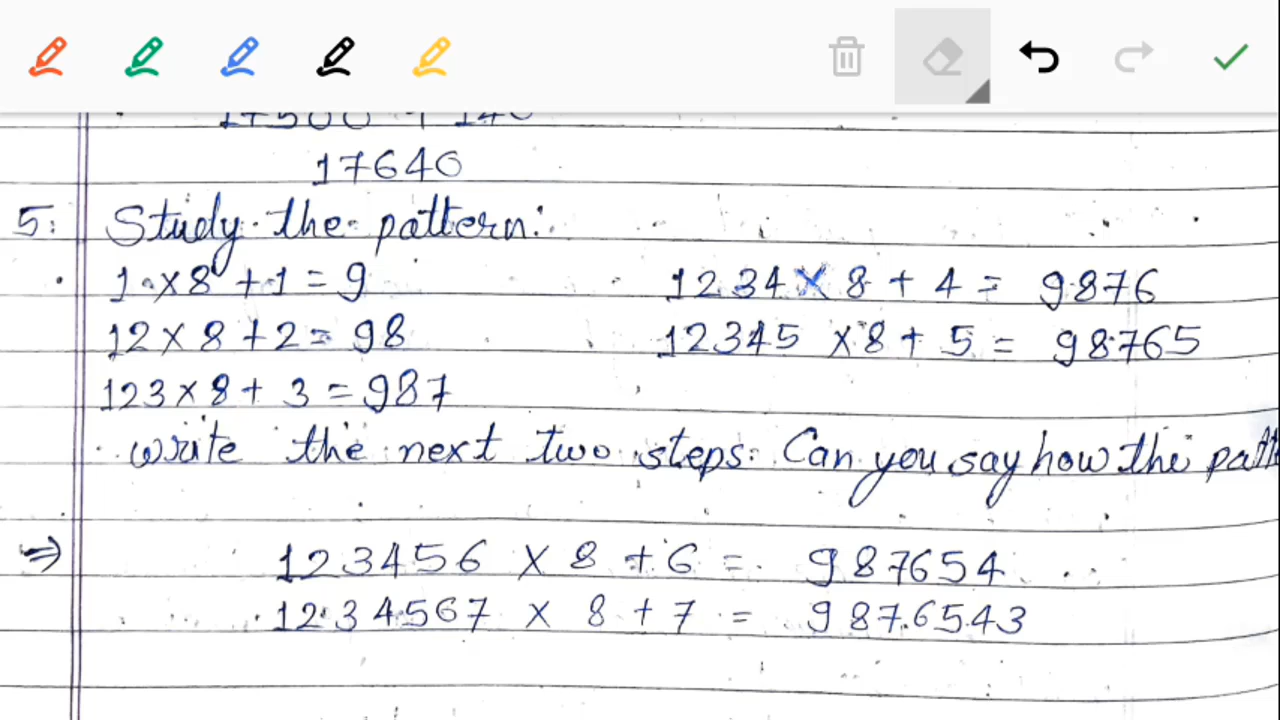 17500 + 140
17640
5: Study the pattern:
1 × 8 + 1 = 9
1234 × 8 + 4 = 9876
12 × 8 + 2 = 98
12345 × 8 + 5 = 98765
123 × 8 + 3 = 987
write the next two steps. Can you say how the patt
⇒ 123456 × 8 + 6 = 987654
1234567 × 8 + 7 = 9876543